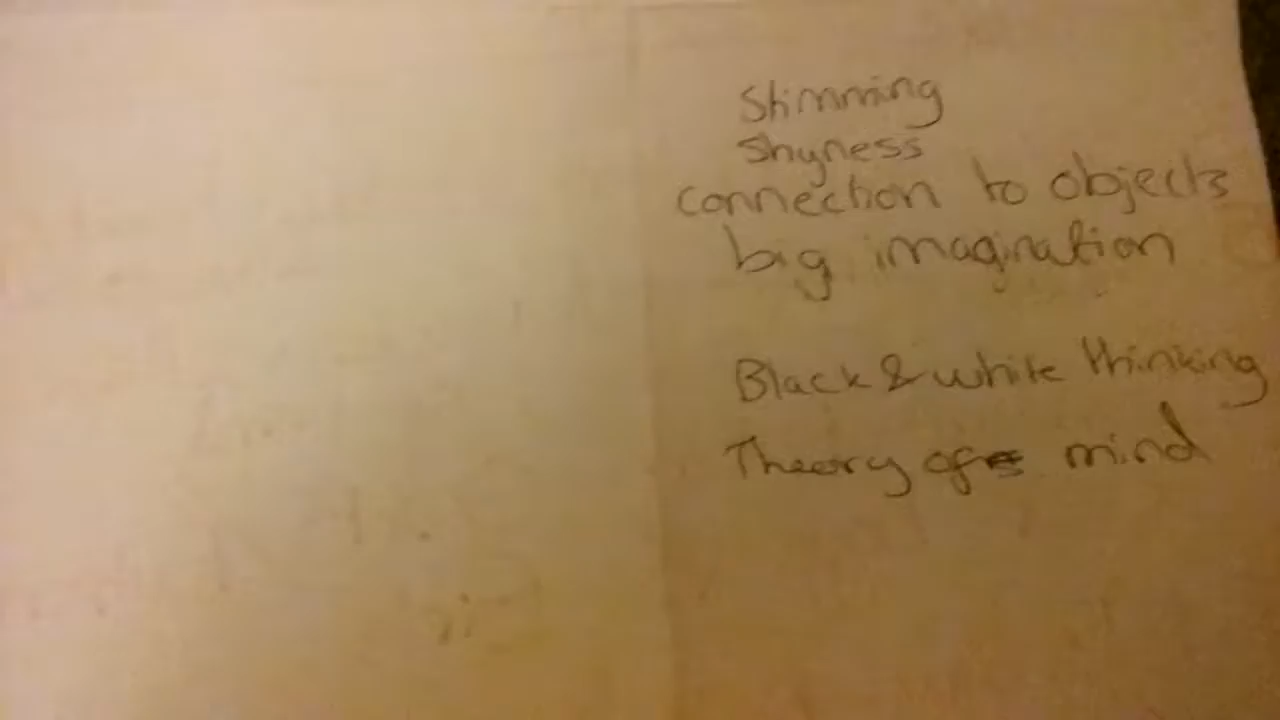 Stimming
Shyness
connection to objects
big imagination
Black & white thinking
Theory of mind